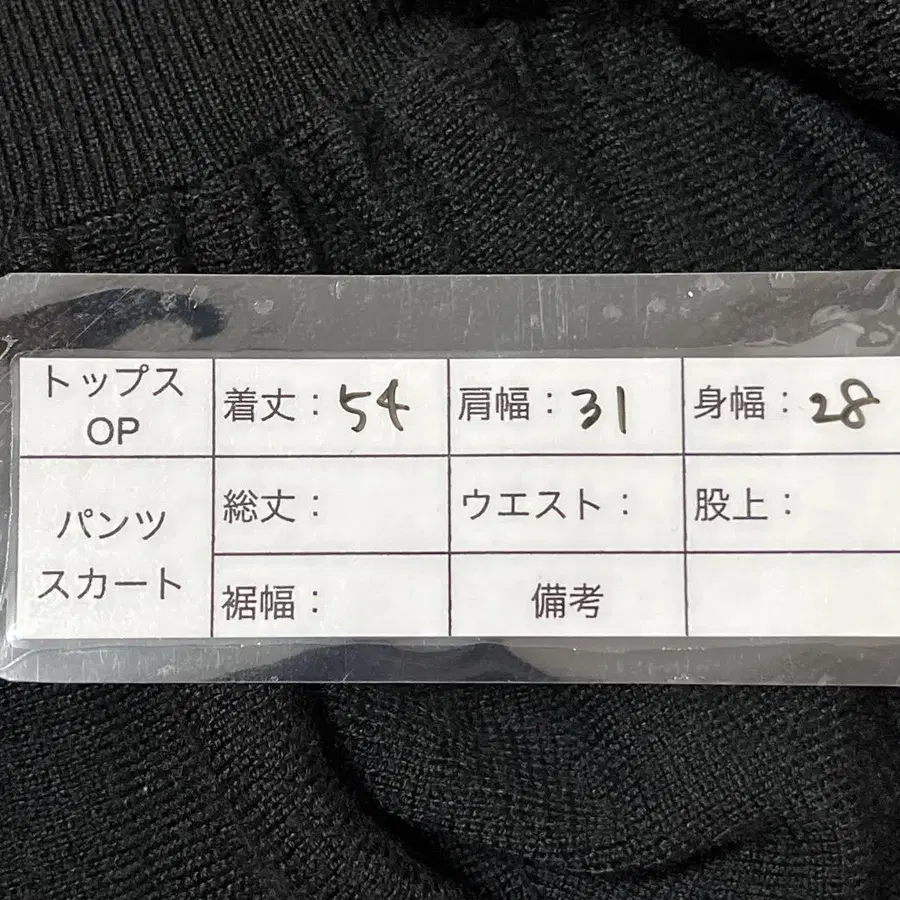 トップス
OP
着丈：54
肩幅：31
身幅：28
パンツ
スカート
総丈：
ウエスト：
股上：
裾幅：
備考